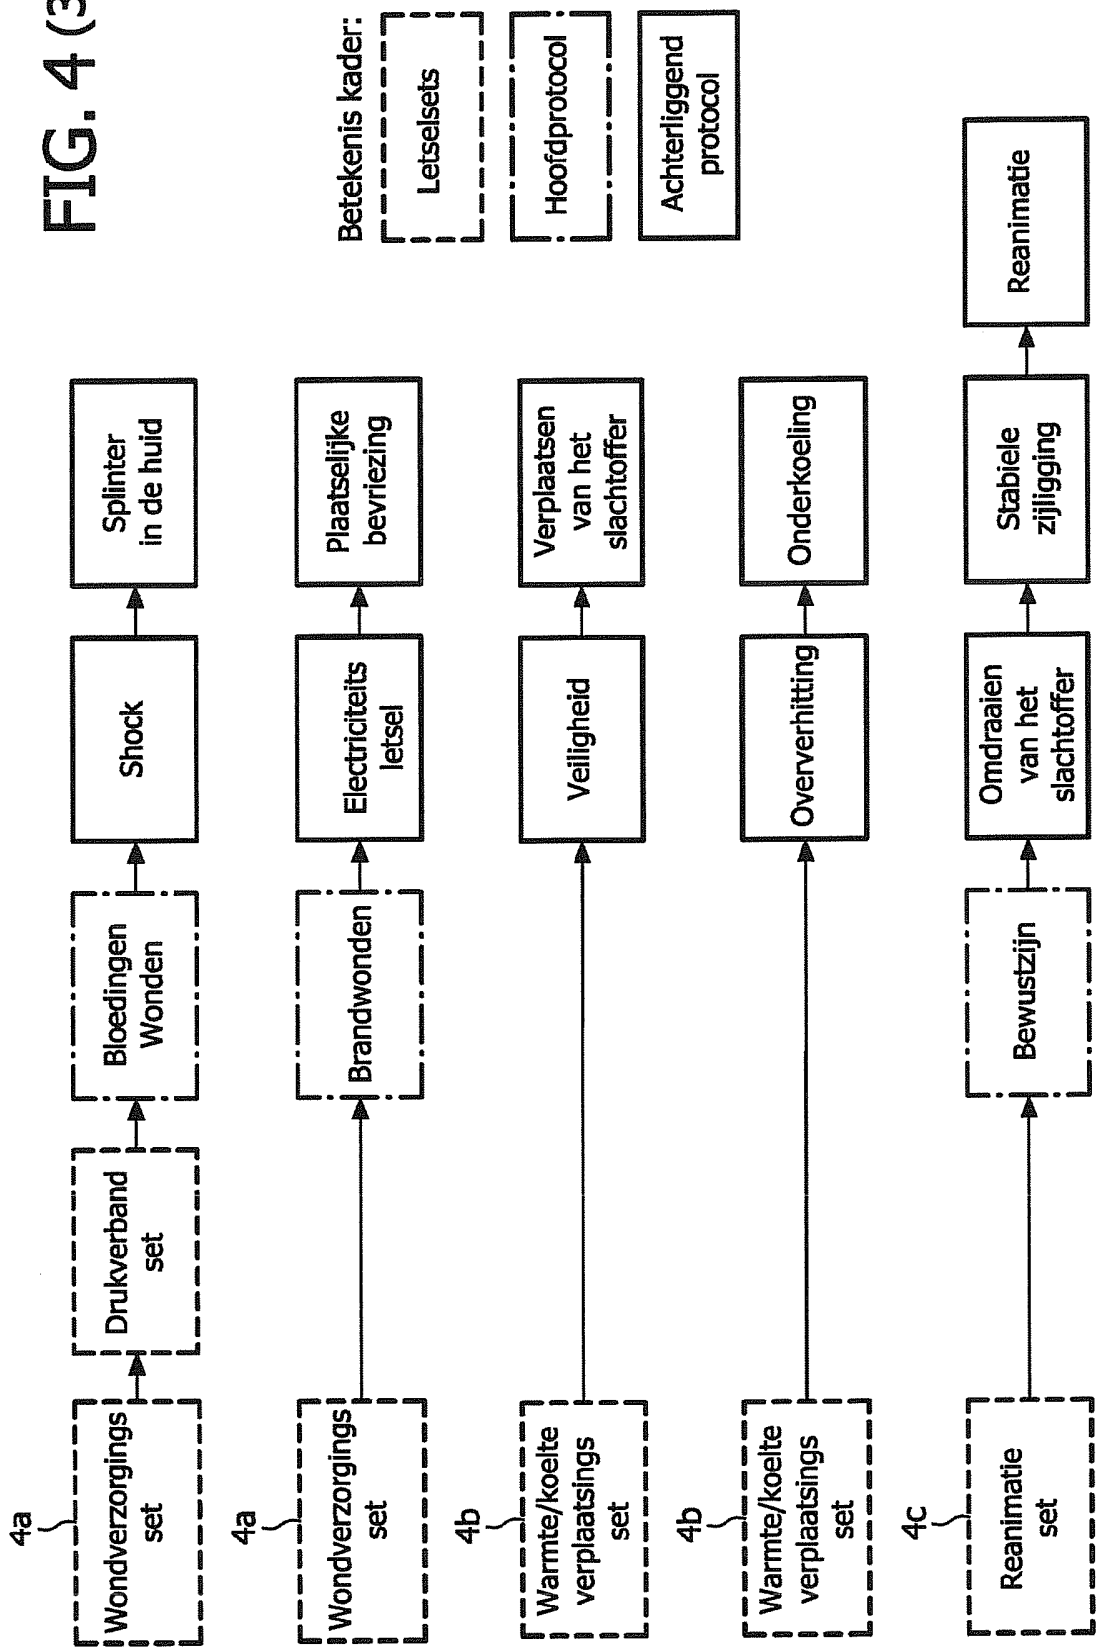 FIG. 4 (3
Betekenis kader:
Letselsets
Hoofdprotocol
Achterliggend
protocol
4a
Wondverzorgings
set
Drukverband
set
Bloedingen
Wonden
Shock
Splinter
in de huid
4a
Wondverzorgings
set
Brandwonden
Electriciteits
letsel
Plaatselijke
bevriezing
4b
Warmte/koelte
verplaatsings
set
Veiligheid
Verplaatsen
van het
slachtoffer
4b
Warmte/koelte
verplaatsings
set
Oververhitting
Onderkoeling
4c
Reanimatie
set
Bewustzijn
Omdraaien
van het
slachtoffer
Stabiele
zijligging
Reanimatie